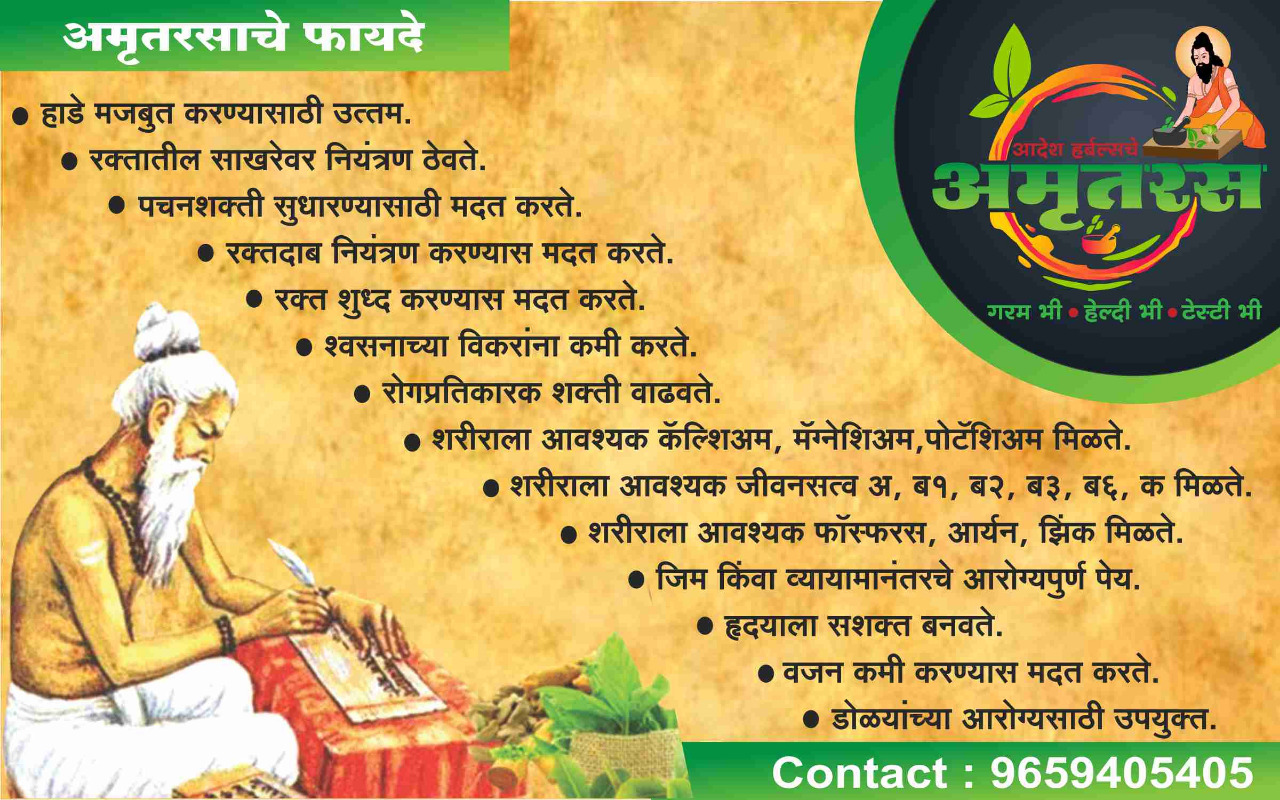 अमृतरसाचे फायदे
आदेश हर्बल्सचे
अमृतरस
गरम भी • हेल्दी भी • टेस्टी भी
• हाडे मजबुत करण्यासाठी उत्तम.
• रक्तातील साखरेवर नियंत्रण ठेवते.
• पचनशक्ती सुधारण्यासाठी मदत करते.
• रक्तदाब नियंत्रण करण्यास मदत करते.
• रक्त शुध्द करण्यास मदत करते.
• श्वसनाच्या विकरांना कमी करते.
• रोगप्रतिकारक शक्ती वाढवते.
• शरीराला आवश्यक कॅल्शिअम, मॅग्नेशिअम,पोटॅशिअम मिळते.
• शरीराला आवश्यक जीवनसत्व अ, ब१, ब२, ब३, ब६, क मिळते.
• शरीराला आवश्यक फॉस्फरस, आर्यन, झिंक मिळते.
• जिम किंवा व्यायामानंतरचे आरोग्यपुर्ण पेय.
• हृदयाला सशक्त बनवते.
• वजन कमी करण्यास मदत करते.
• डोळयांच्या आरोग्यसाठी उपयुक्त.
Contact : 9659405405